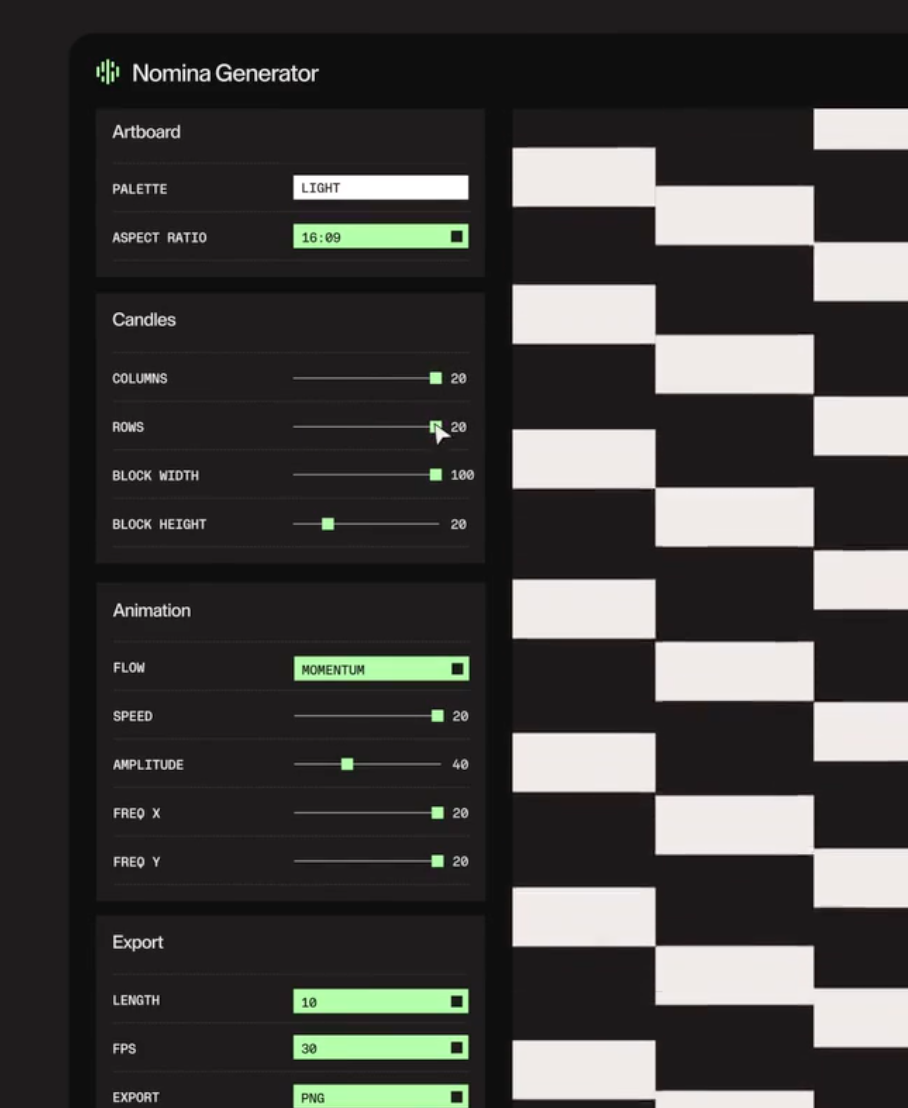 Nomina Generator
Artboard
PALETTE LIGHT
ASPECT RATIO 16:09
Candles
COLUMNS 20
ROWS 20
BLOCK WIDTH 100
BLOCK HEIGHT 20
Animation
FLOW MOMENTUM
SPEED 20
AMPLITUDE 40
FREQ X 20
FREQ Y 20
Export
LENGTH 10
FPS 30
EXPORT PNG